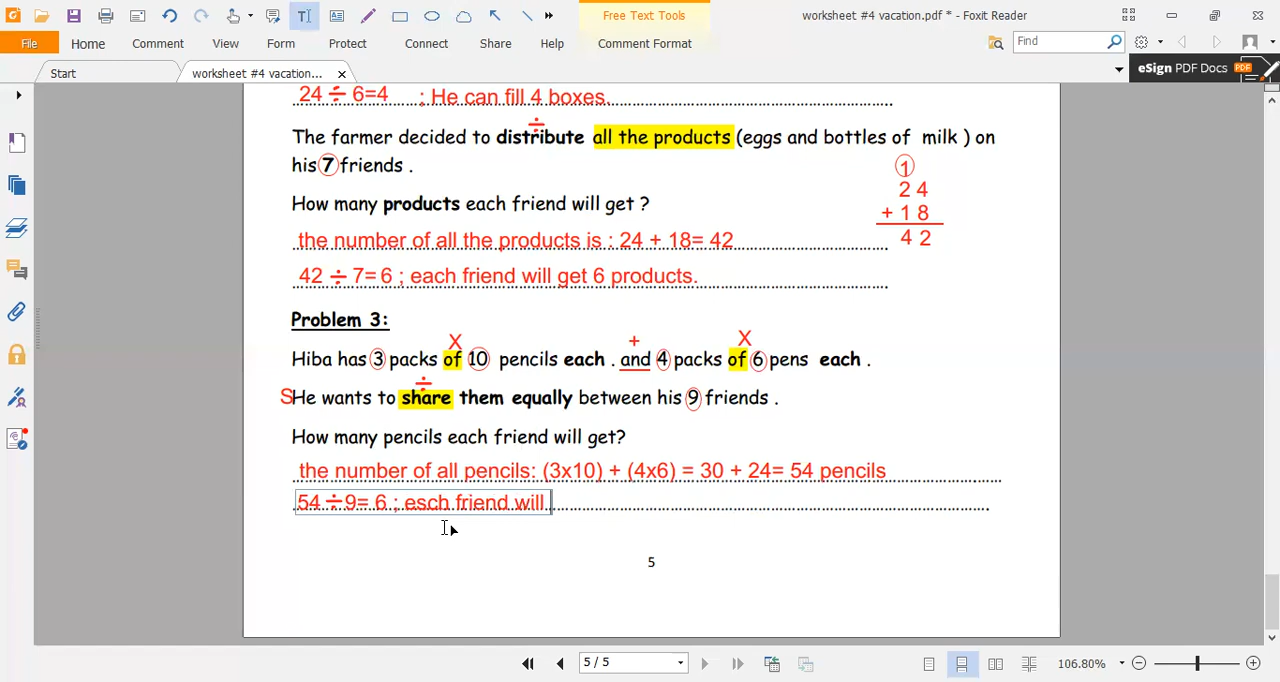 Free Text Tools
worksheet #4 vacation.pdf * - Foxit Reader
File Home Comment View Form Protect Connect Share Help Comment Format
Find
Start
worksheet #4 vacation...
eSign PDF Docs
24 ÷ 6=4 ; He can fill 4 boxes.
÷
The farmer decided to distribute all the products (eggs and bottles of milk ) on
his 7 friends .
How many products each friend will get ?
1
24
+ 18
42
the number of all the products is : 24 + 18= 42
42 ÷ 7= 6 ; each friend will get 6 products.
Problem 3:
X + X
Hiba has 3 packs of 10 pencils each . and 4 packs of 6 pens each .
÷
SHe wants to share them equally between his 9 friends .
How many pencils each friend will get?
the number of all pencils: (3x10) + (4x6) = 30 + 24= 54 pencils
54 ÷9= 6 ; esch friend will
5
5 / 5
106.80%